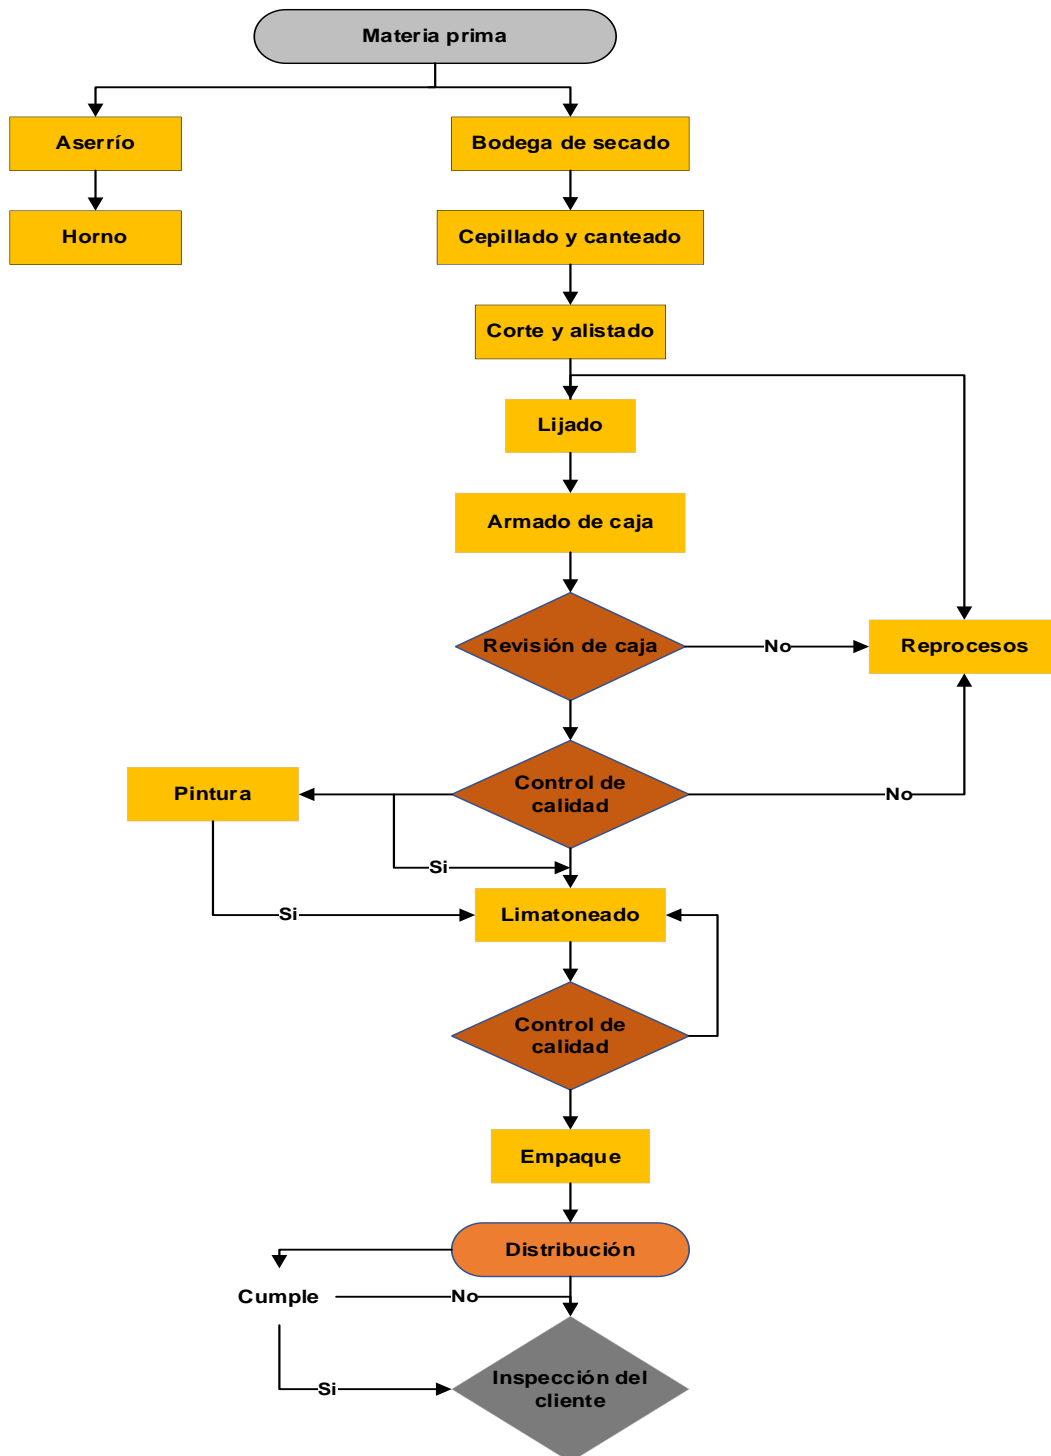 Materia prima
Aserrío
Bodega de secado
Horno
Cepillado y canteado
Corte y alistado
Lijado
Armado de caja
Revisión de caja
No
Reprocesos
Pintura
Control de
calidad
No
Si
Si
Limatoneado
Control de
calidad
Empaque
Distribución
Cumple
No
Si
Inspección del
cliente